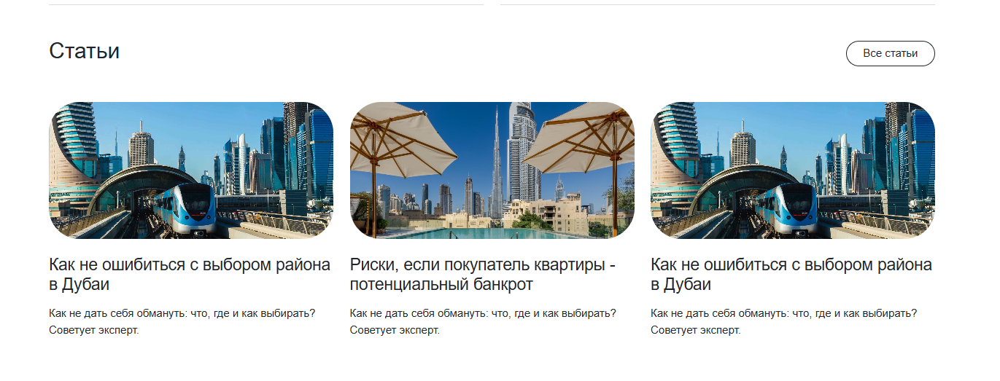 Статьи
Все статьи
Как не ошибиться с выбором района
в Дубаи
Как не дать себя обмануть: что, где и как выбирать?
Советует эксперт.
Риски, если покупатель квартиры -
потенциальный банкрот
Как не дать себя обмануть: что, где и как выбирать?
Советует эксперт.
Как не ошибиться с выбором района
в Дубаи
Как не дать себя обмануть: что, где и как выбирать?
Советует эксперт.